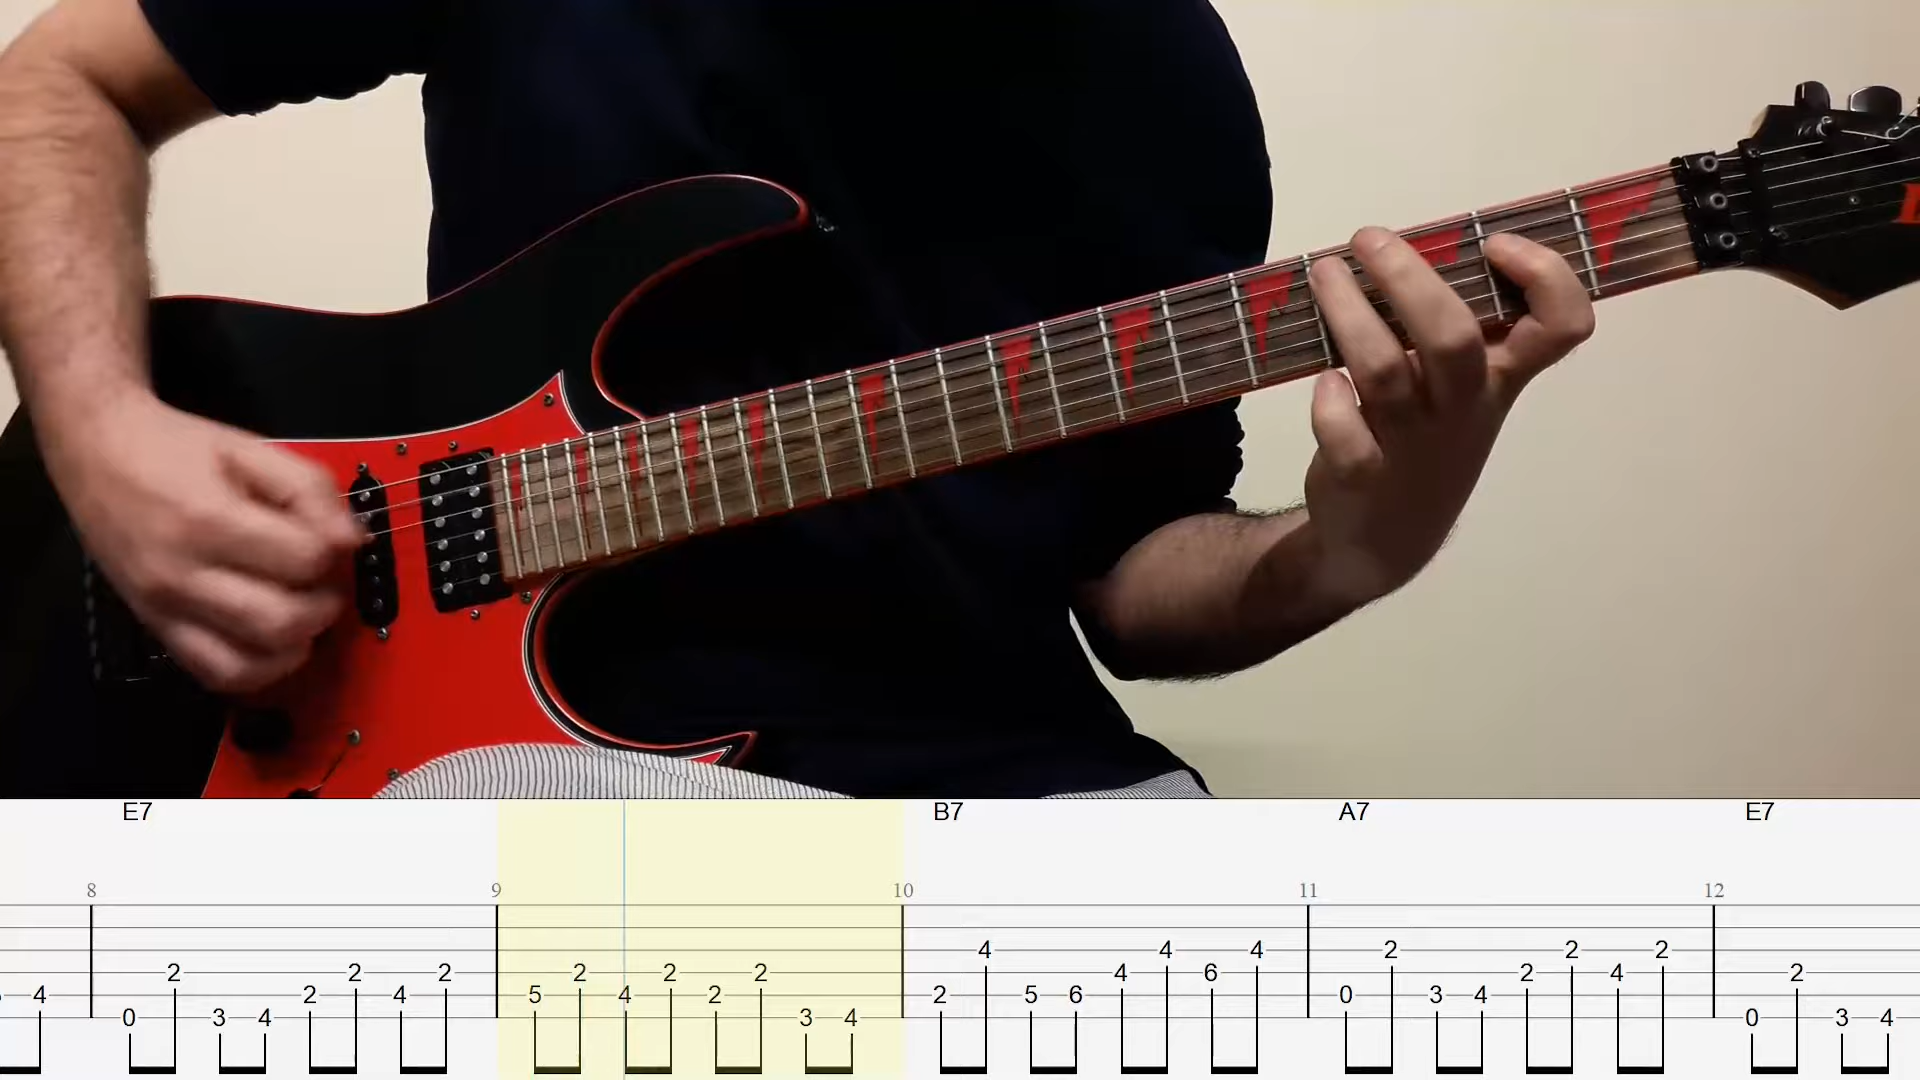 E7 B7 A7 E7
8 9 10 11 12
4 4 4 2 2 2
2 2 2 2 2 2 4 6 2 4 2
4 2 4 5 4 2 2 5 6 0 3 4
0 3 4 3 4 0 3 4